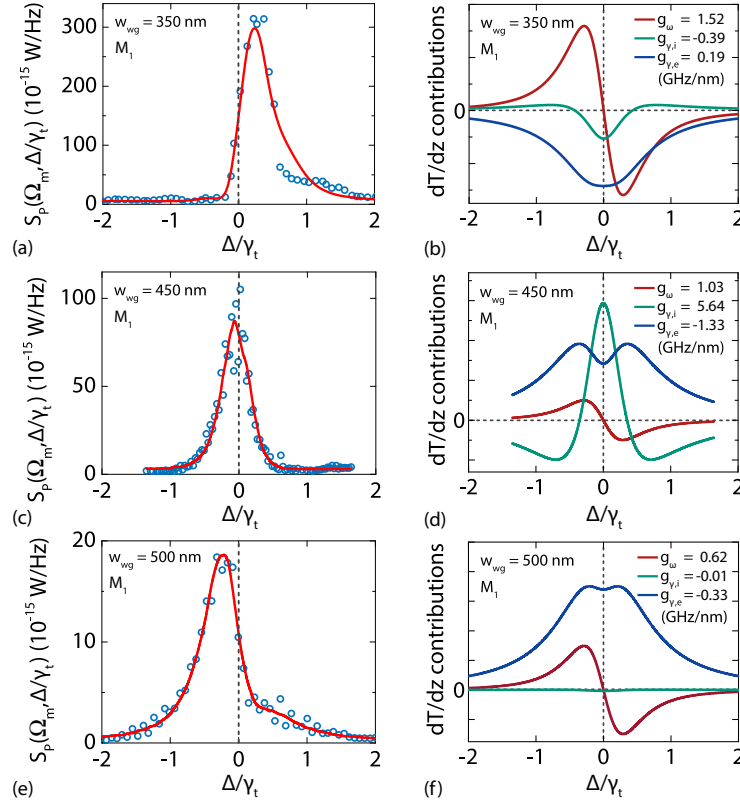 w_wg = 350 nm
M_1
S_P(Ω_m,Δ/γ_t) (10^-15 W/Hz)
300
200
100
0
-2 -1 0 1 2
Δ/γ_t
(a)
w_wg = 350 nm
M_1
g_ω = 1.52
g_γ,i = -0.39
g_γ,e = 0.19
(GHz/nm)
dT/dz contributions
0
-2 -1 0 1 2
Δ/γ_t
(b)
w_wg = 450 nm
M_1
S_P(Ω_m,Δ/γ_t) (10^-15 W/Hz)
100
50
0
-2 -1 0 1 2
Δ/γ_t
(c)
w_wg = 450 nm
M_1
g_ω = 1.03
g_γ,i = 5.64
g_γ,e = -1.33
(GHz/nm)
dT/dz contributions
0
-2 -1 0 1 2
Δ/γ_t
(d)
w_wg = 500 nm
M_1
S_P(Ω_m,Δ/γ_t) (10^-15 W/Hz)
20
10
0
-2 -1 0 1 2
Δ/γ_t
(e)
w_wg = 500 nm
M_1
g_ω = 0.62
g_γ,i = -0.01
g_γ,e = -0.33
(GHz/nm)
dT/dz contributions
0
-2 -1 0 1 2
Δ/γ_t
(f)